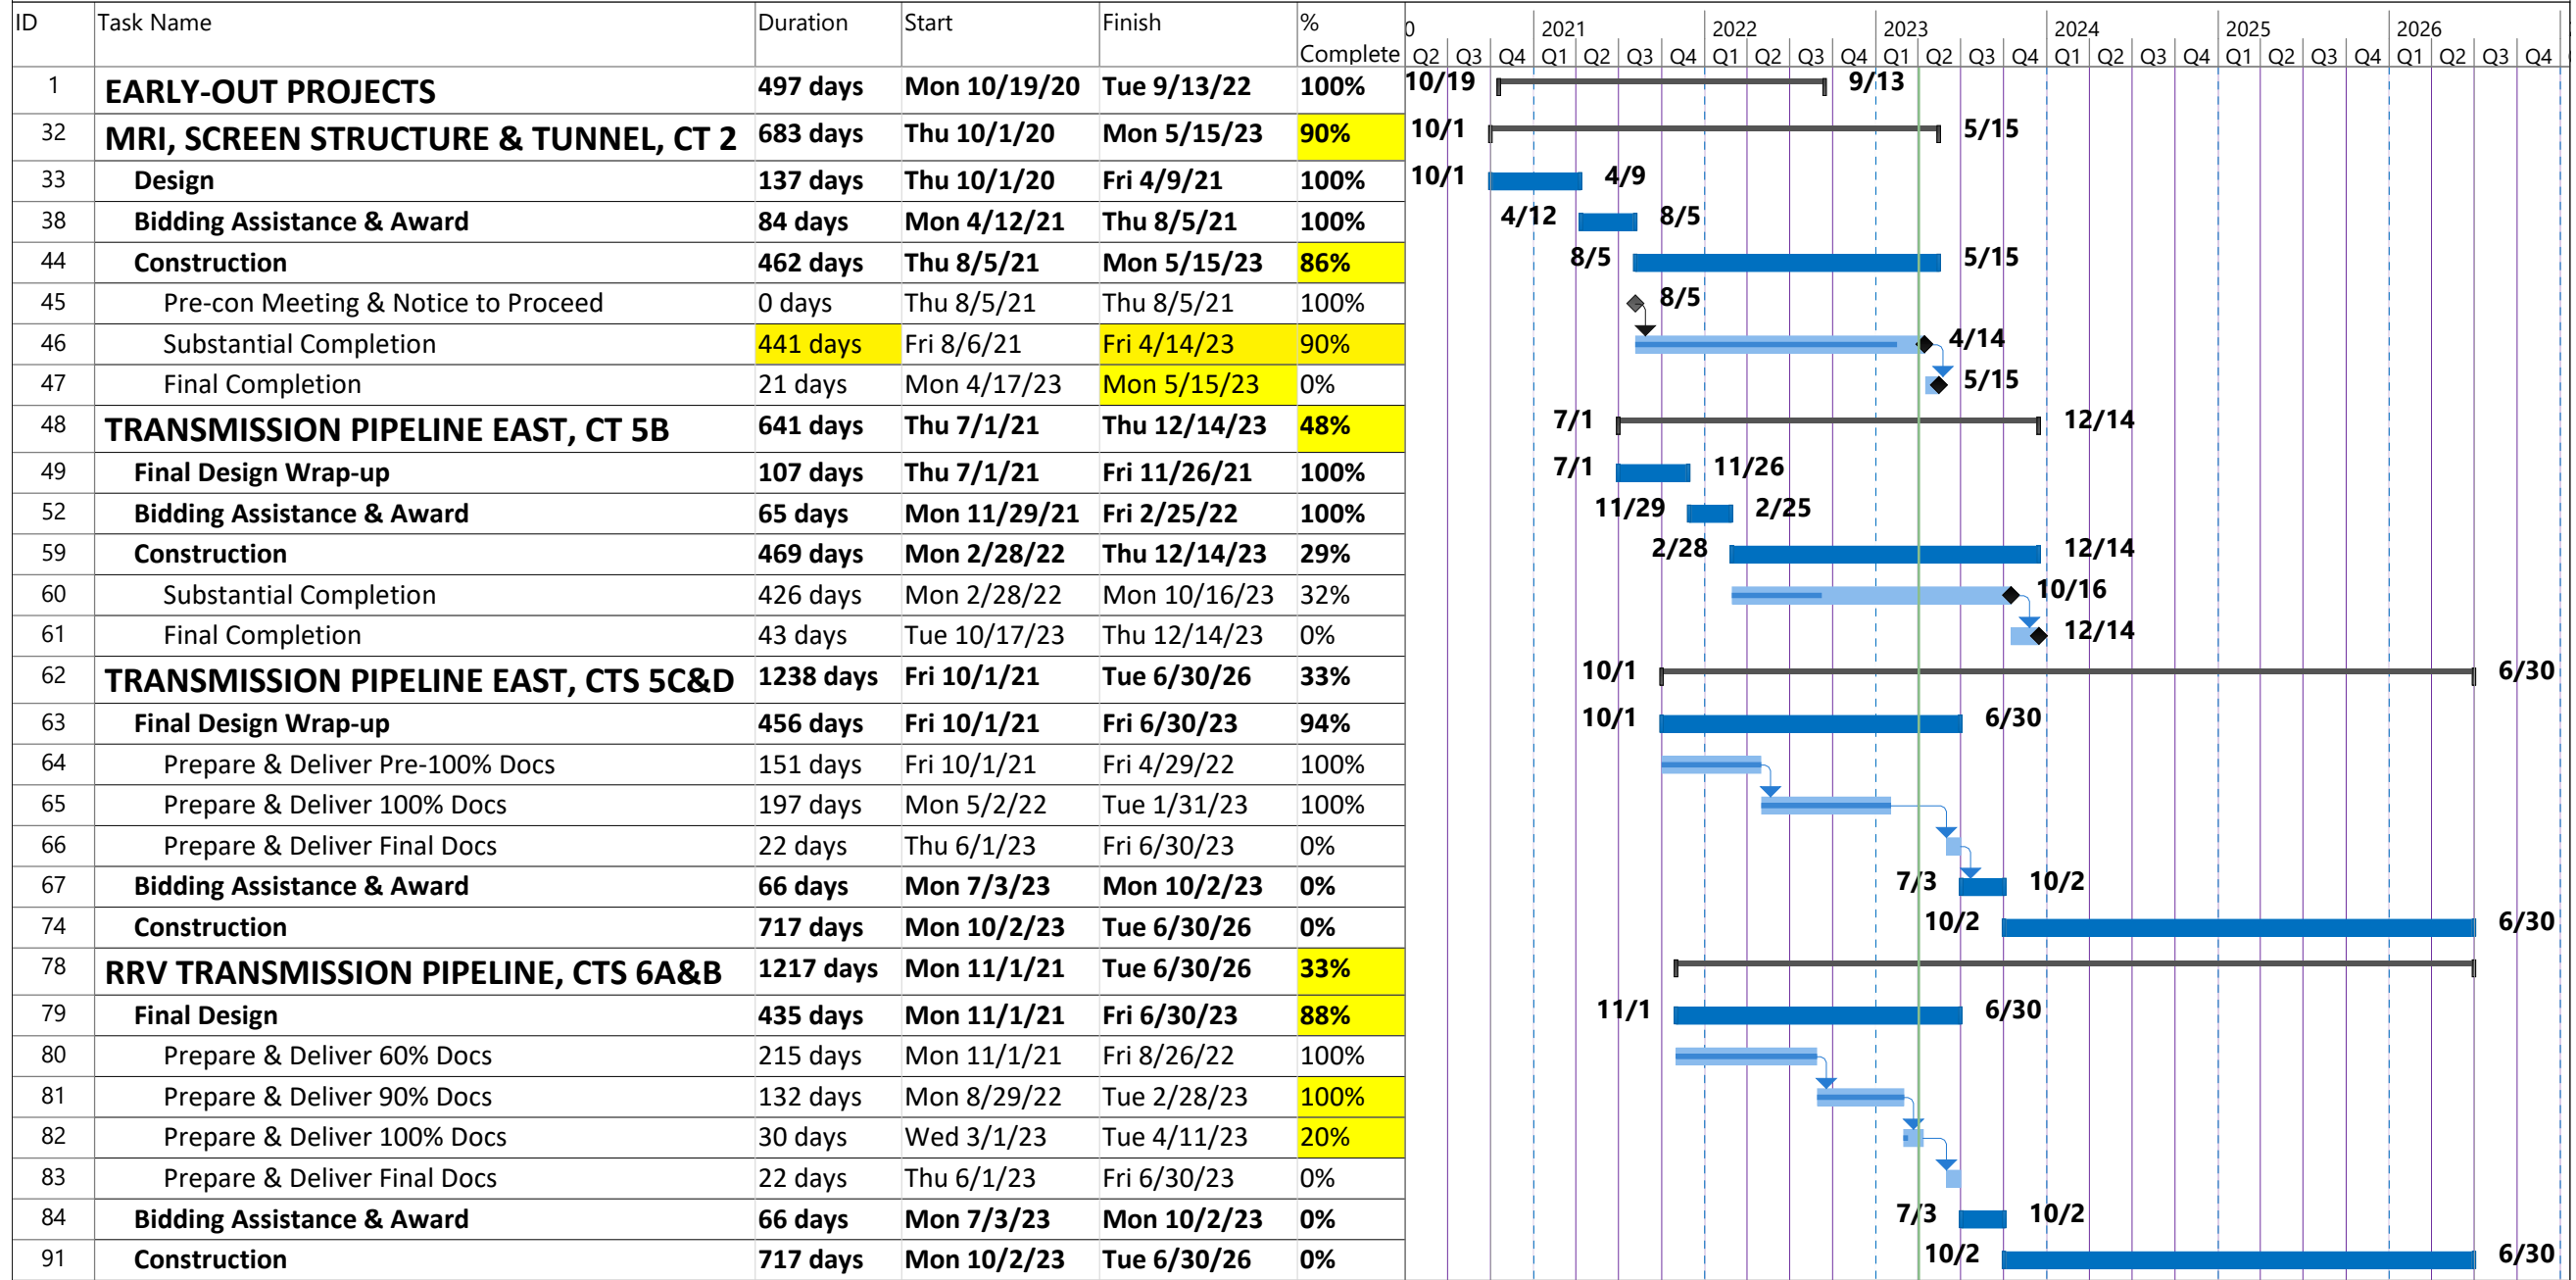 ID Task Name Duration Start Finish % Complete 0 2021 2022 2023 2024 2025 2026
Q2 Q3 Q4 Q1 Q2 Q3 Q4 Q1 Q2 Q3 Q4 Q1 Q2 Q3 Q4 Q1 Q2 Q3 Q4 Q1 Q2 Q3 Q4 Q1 Q2 Q3 Q4
1 EARLY-OUT PROJECTS 497 days Mon 10/19/20 Tue 9/13/22 100% 10/19 9/13
32 MRI, SCREEN STRUCTURE & TUNNEL, CT 2 683 days Thu 10/1/20 Mon 5/15/23 90% 10/1 5/15
33 Design 137 days Thu 10/1/20 Fri 4/9/21 100% 10/1 4/9
38 Bidding Assistance & Award 84 days Mon 4/12/21 Thu 8/5/21 100% 4/12 8/5
44 Construction 462 days Thu 8/5/21 Mon 5/15/23 86% 8/5 5/15
45 Pre-con Meeting & Notice to Proceed 0 days Thu 8/5/21 Thu 8/5/21 100% 8/5
46 Substantial Completion 441 days Fri 8/6/21 Fri 4/14/23 90% 4/14
47 Final Completion 21 days Mon 4/17/23 Mon 5/15/23 0% 5/15
48 TRANSMISSION PIPELINE EAST, CT 5B 641 days Thu 7/1/21 Thu 12/14/23 48% 7/1 12/14
49 Final Design Wrap-up 107 days Thu 7/1/21 Fri 11/26/21 100% 7/1 11/26
52 Bidding Assistance & Award 65 days Mon 11/29/21 Fri 2/25/22 100% 11/29 2/25
59 Construction 469 days Mon 2/28/22 Thu 12/14/23 29% 2/28 12/14
60 Substantial Completion 426 days Mon 2/28/22 Mon 10/16/23 32% 10/16
61 Final Completion 43 days Tue 10/17/23 Thu 12/14/23 0% 12/14
62 TRANSMISSION PIPELINE EAST, CTS 5C&D 1238 days Fri 10/1/21 Tue 6/30/26 33% 10/1 6/30
63 Final Design Wrap-up 456 days Fri 10/1/21 Fri 6/30/23 94% 10/1 6/30
64 Prepare & Deliver Pre-100% Docs 151 days Fri 10/1/21 Fri 4/29/22 100%
65 Prepare & Deliver 100% Docs 197 days Mon 5/2/22 Tue 1/31/23 100%
66 Prepare & Deliver Final Docs 22 days Thu 6/1/23 Fri 6/30/23 0%
67 Bidding Assistance & Award 66 days Mon 7/3/23 Mon 10/2/23 0% 7/3 10/2
74 Construction 717 days Mon 10/2/23 Tue 6/30/26 0% 10/2 6/30
78 RRV TRANSMISSION PIPELINE, CTS 6A&B 1217 days Mon 11/1/21 Tue 6/30/26 33%
79 Final Design 435 days Mon 11/1/21 Fri 6/30/23 88% 11/1 6/30
80 Prepare & Deliver 60% Docs 215 days Mon 11/1/21 Fri 8/26/22 100%
81 Prepare & Deliver 90% Docs 132 days Mon 8/29/22 Tue 2/28/23 100%
82 Prepare & Deliver 100% Docs 30 days Wed 3/1/23 Tue 4/11/23 20%
83 Prepare & Deliver Final Docs 22 days Thu 6/1/23 Fri 6/30/23 0%
84 Bidding Assistance & Award 66 days Mon 7/3/23 Mon 10/2/23 0% 7/3 10/2
91 Construction 717 days Mon 10/2/23 Tue 6/30/26 0% 10/2 6/30